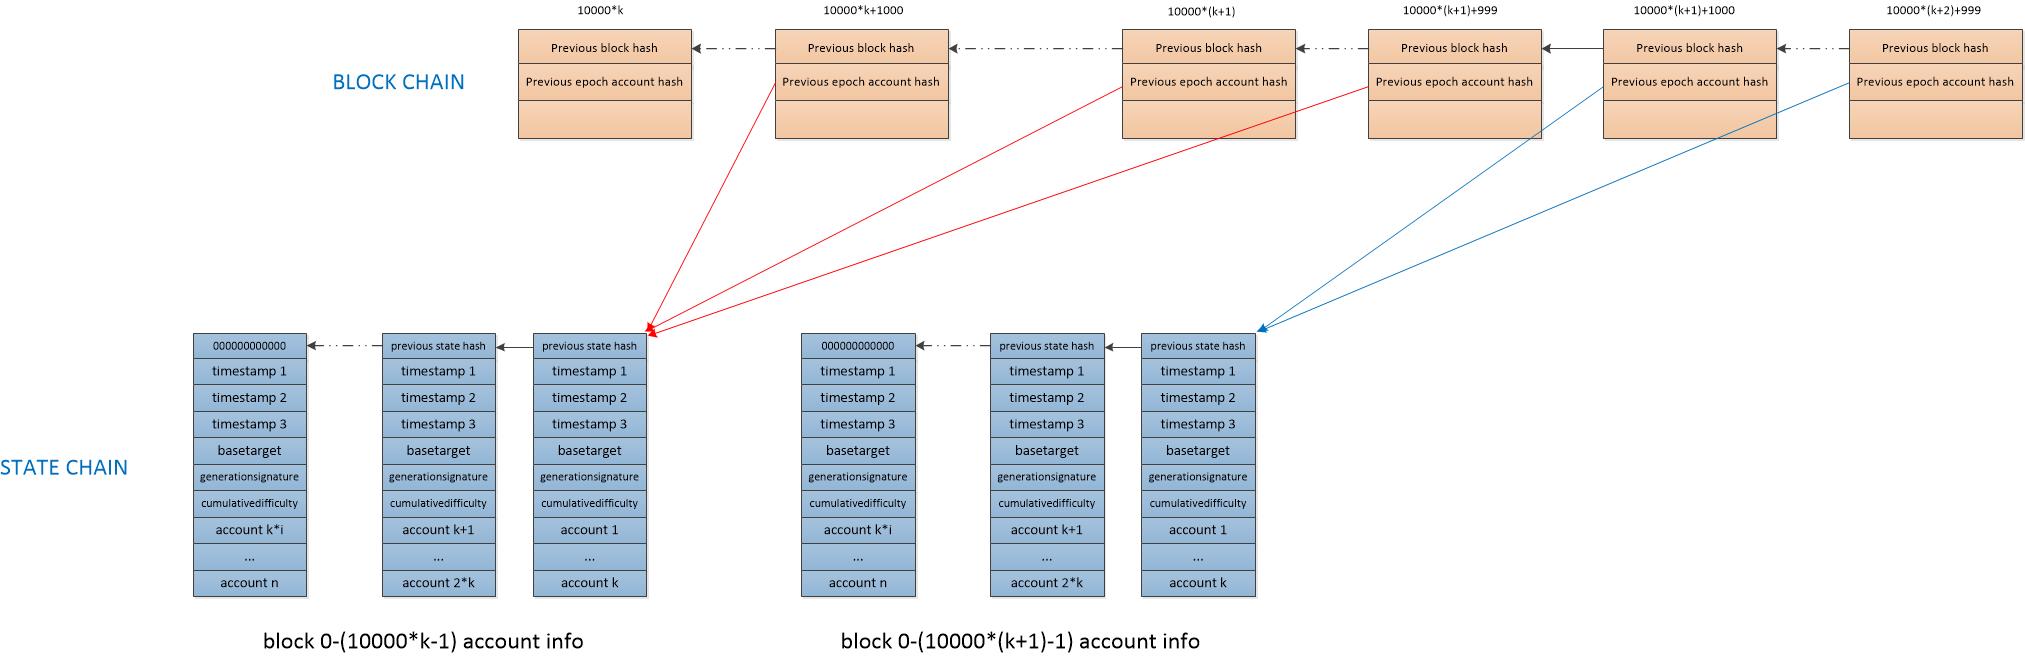 10000*k
10000*k+1000
10000*(k+1)
10000*(k+1)+999
10000*(k+1)+1000
10000*(k+2)+999
BLOCK CHAIN
Previous block hash
Previous block hash
Previous block hash
Previous block hash
Previous block hash
Previous block hash
Previous epoch account hash
Previous epoch account hash
Previous epoch account hash
Previous epoch account hash
Previous epoch account hash
Previous epoch account hash
STATE CHAIN
000000000000
timestamp 1
timestamp 2
timestamp 3
basetarget
generationsignature
cumulativedifficulty
account k*i
...
account n
previous state hash
timestamp 1
timestamp 2
timestamp 3
basetarget
generationsignature
cumulativedifficulty
account k+1
...
account 2*k
previous state hash
timestamp 1
timestamp 2
timestamp 3
basetarget
generationsignature
cumulativedifficulty
account 1
...
account k
000000000000
timestamp 1
timestamp 2
timestamp 3
basetarget
generationsignature
cumulativedifficulty
account k*i
...
account n
previous state hash
timestamp 1
timestamp 2
timestamp 3
basetarget
generationsignature
cumulativedifficulty
account k+1
...
account 2*k
previous state hash
timestamp 1
timestamp 2
timestamp 3
basetarget
generationsignature
cumulativedifficulty
account 1
...
account k
block 0-(10000*k-1) account info
block 0-(10000*(k+1)-1) account info